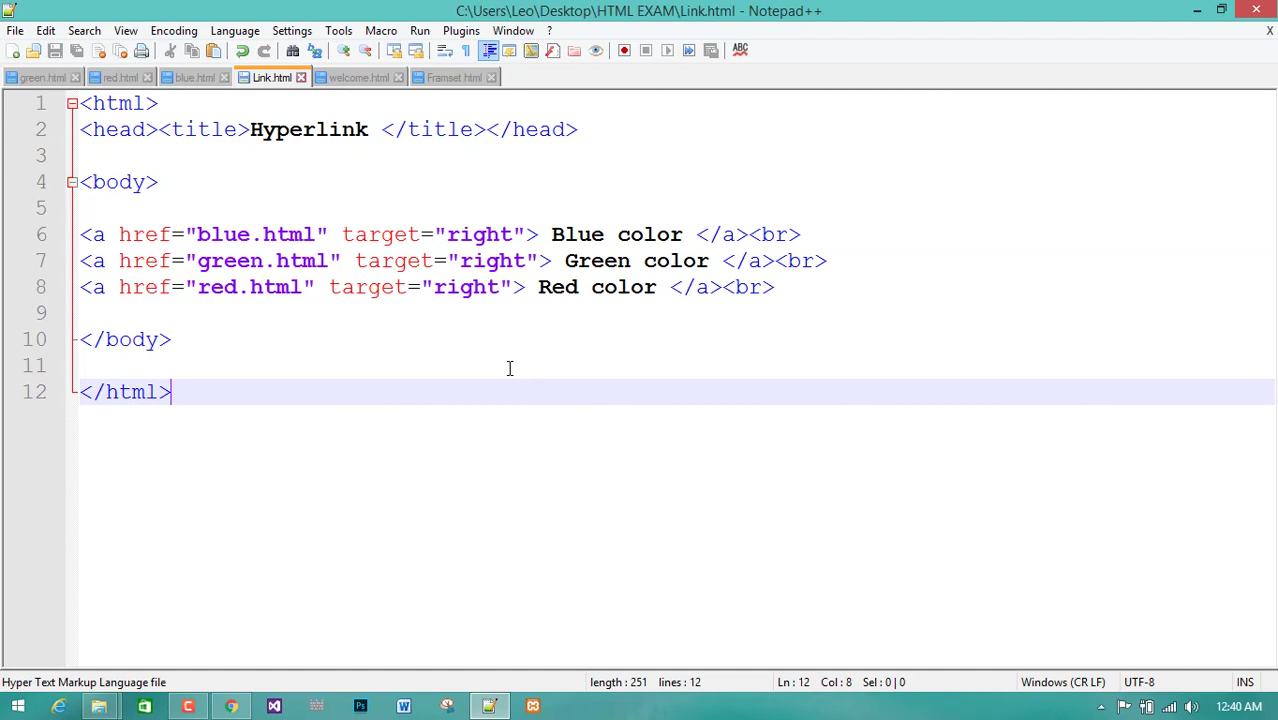 C:\Users\Leo\Desktop\HTML EXAM\Link.html - Notepad++
File Edit Search View Encoding Language Settings Tools Macro Run Plugins Window ? X
green.html red.html blue.html Link.html welcome.html Framset.html
1 <html>
2 <head><title>Hyperlink </title></head>
3
4 <body>
5
6 <a href="blue.html" target="right"> Blue color </a><br>
7 <a href="green.html" target="right"> Green color </a><br>
8 <a href="red.html" target="right"> Red color </a><br>
9
10 </body>
11
12 </html>
Hyper Text Markup Language file length : 251 lines : 12 Ln : 12 Col : 8 Sel : 0 | 0 Windows (CR LF) UTF-8 INS
12:40 AM